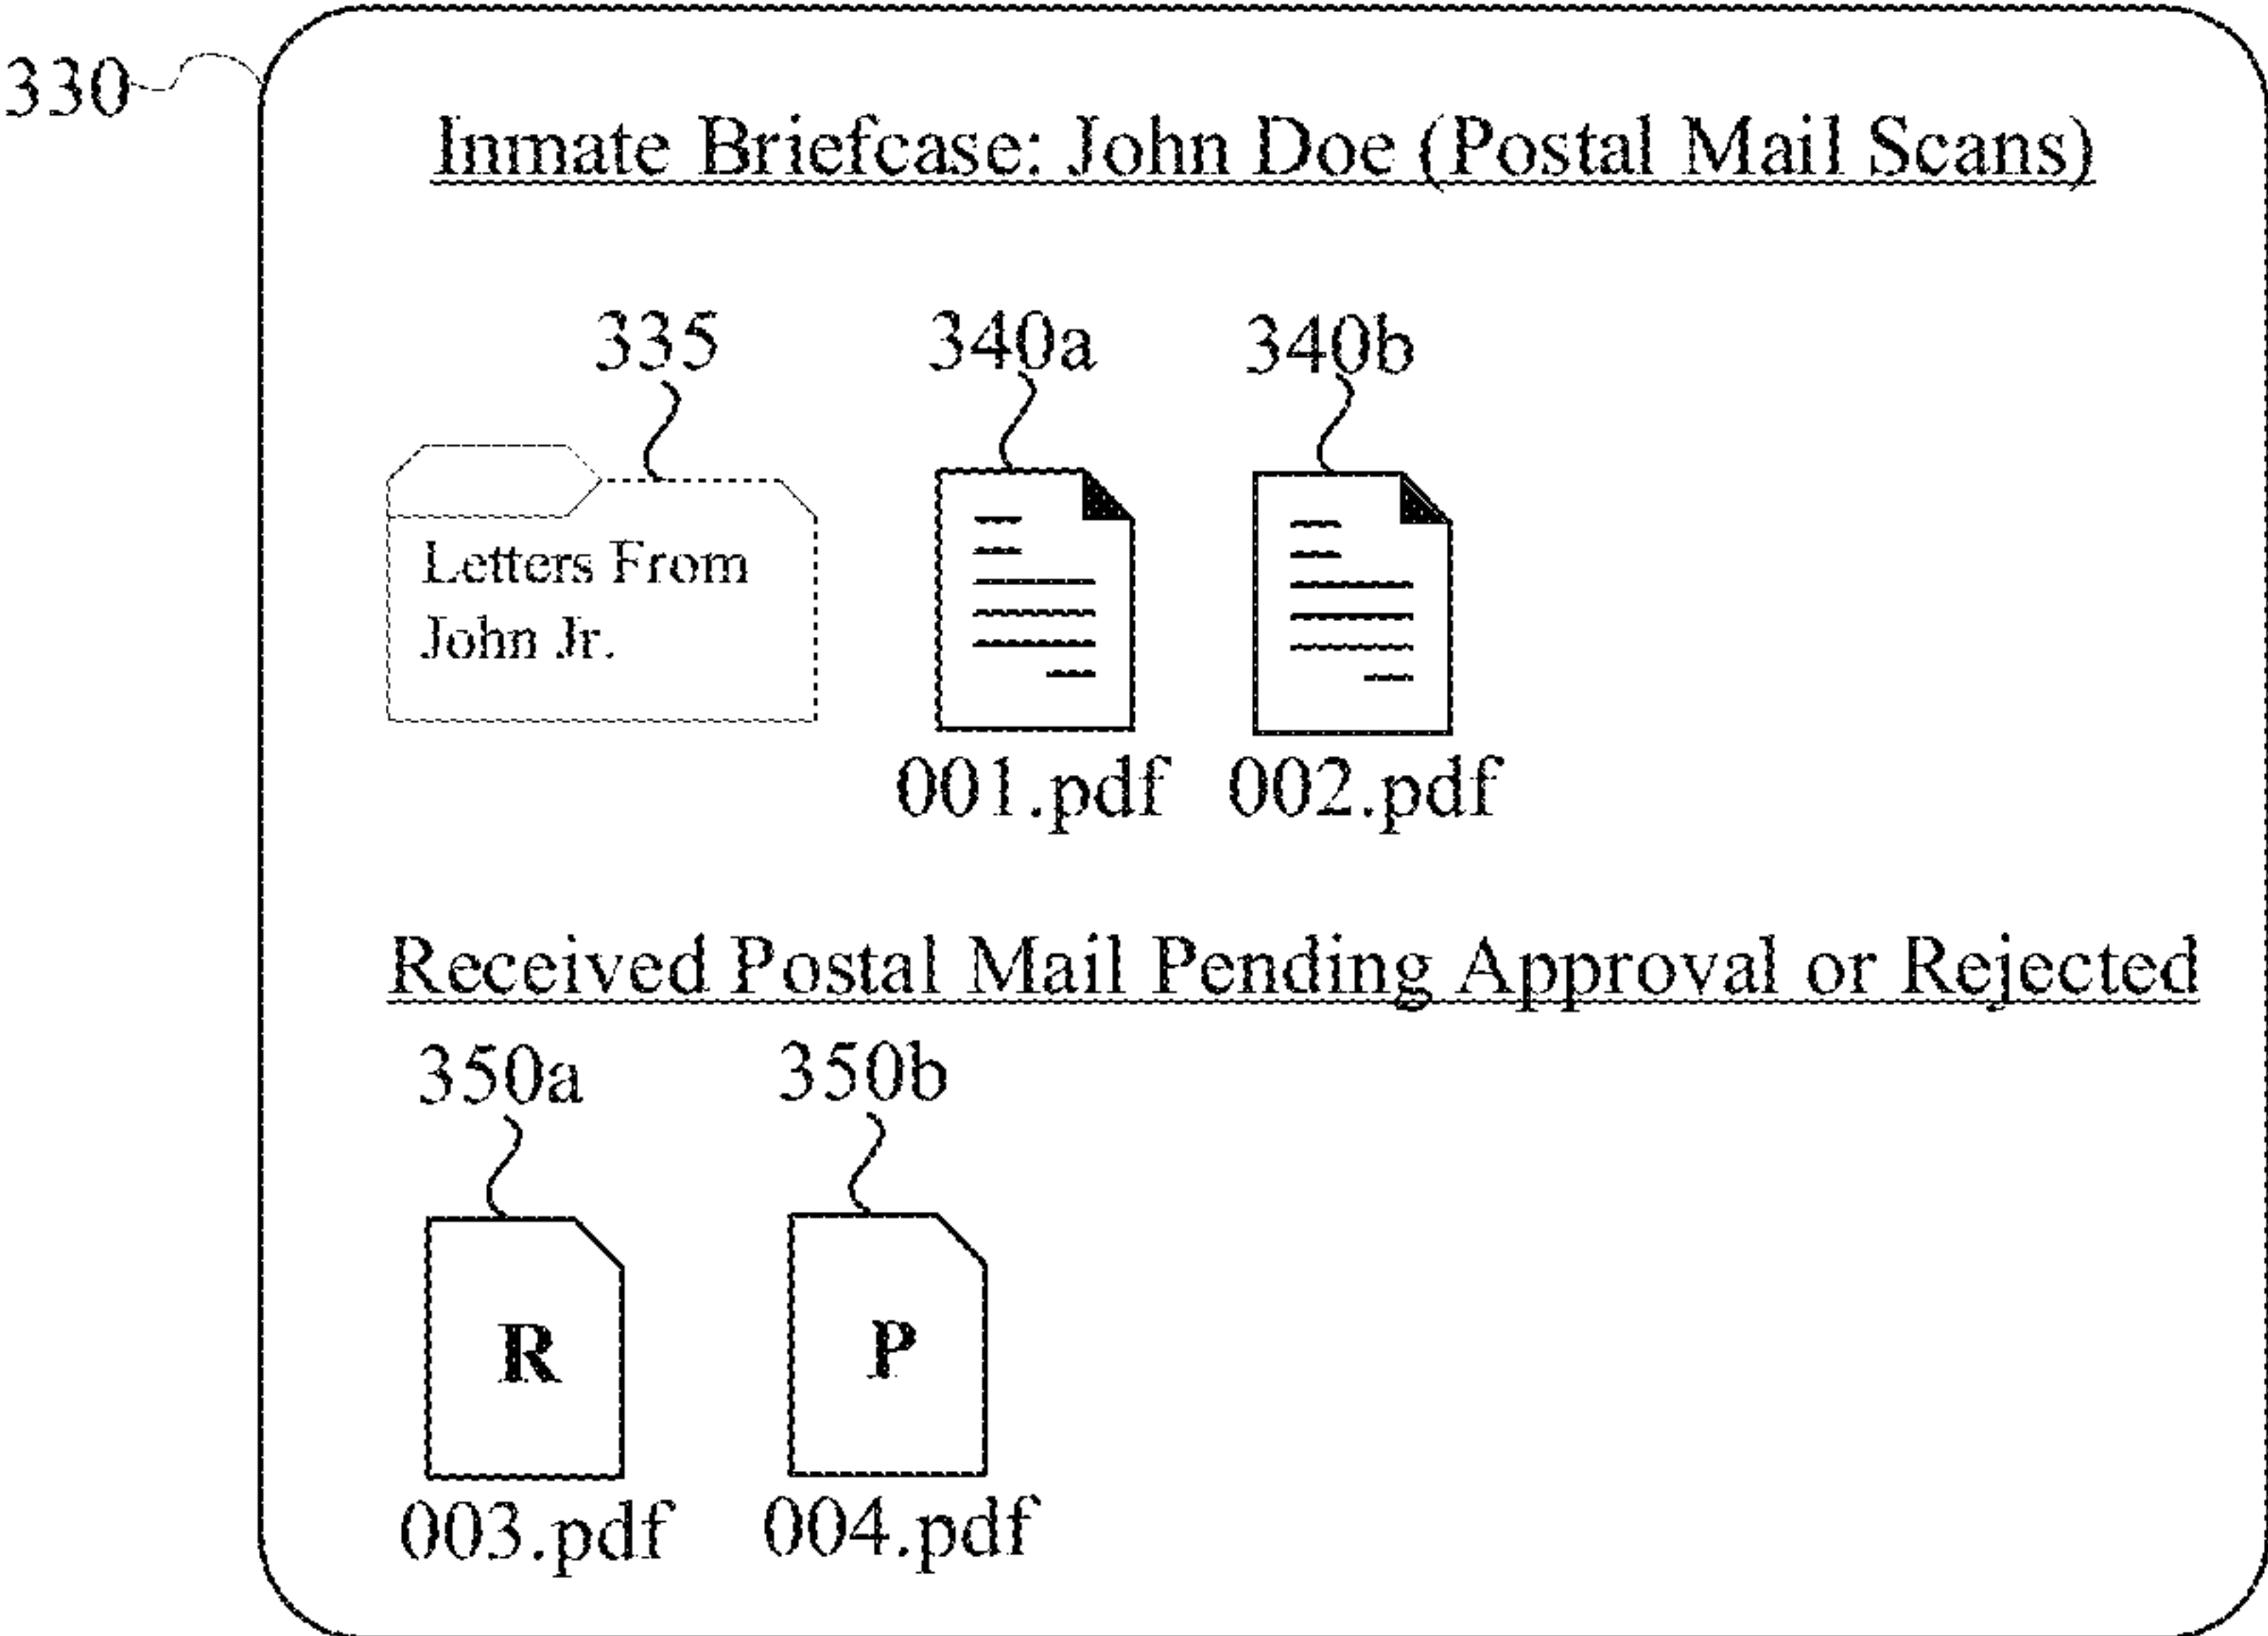 330
Inmate Briefcase: John Doe (Postal Mail Scans)
335 340a 340b
Letters From
John Jr.
001.pdf 002.pdf
Received Postal Mail Pending Approval or Rejected
350a 350b
R P
003.pdf 004.pdf